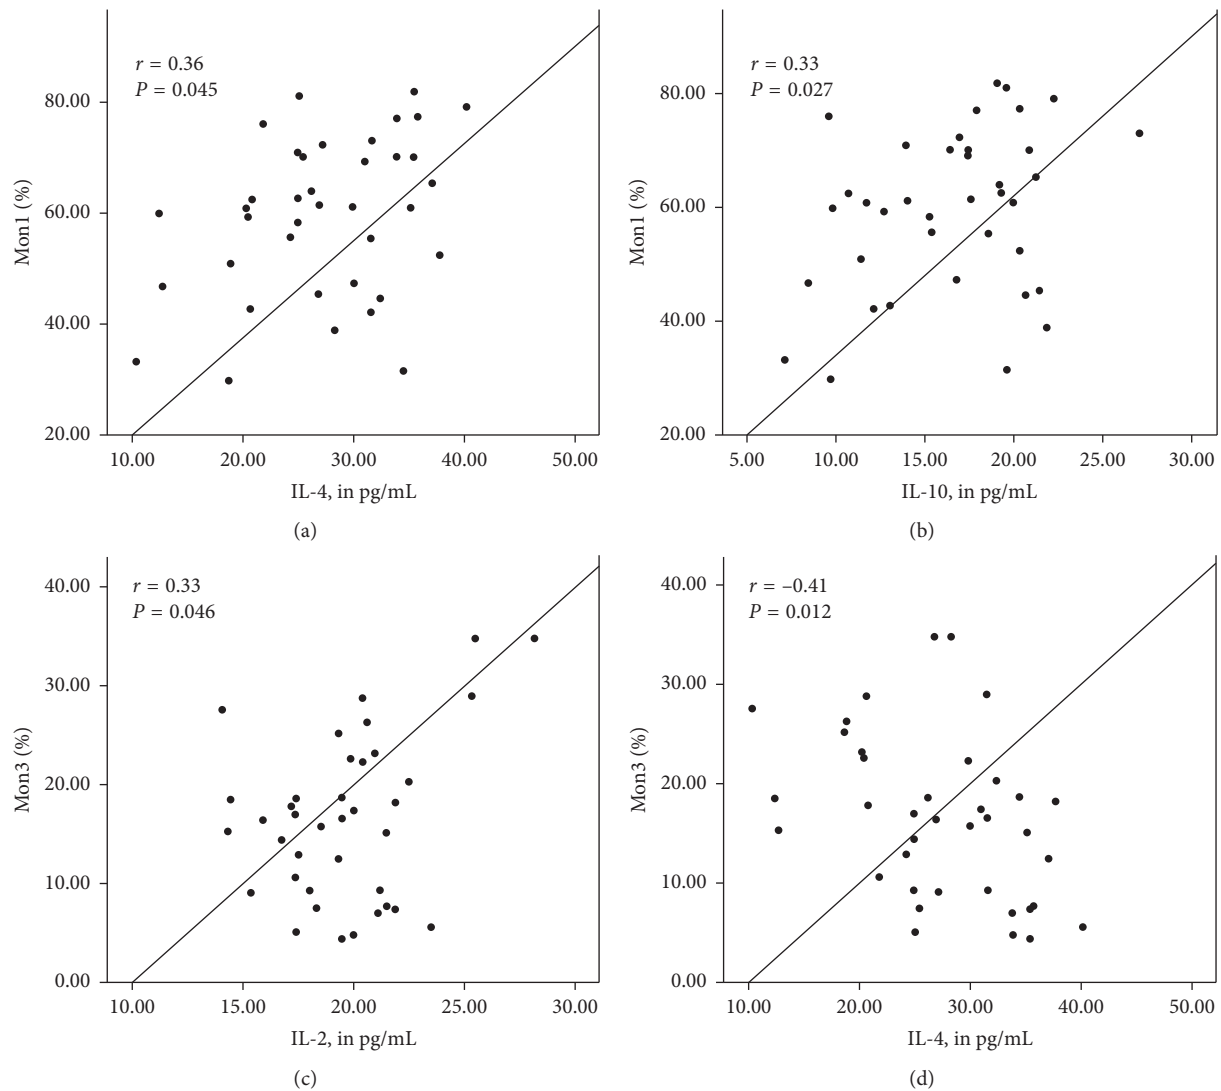 r = 0.36
P = 0.045
80.00
60.00
40.00
20.00
Mon1 (%)
10.00 20.00 30.00 40.00 50.00
IL-4, in pg/mL
(a)
r = 0.33
P = 0.027
80.00
60.00
40.00
20.00
Mon1 (%)
5.00 10.00 15.00 20.00 25.00 30.00
IL-10, in pg/mL
(b)
r = 0.33
P = 0.046
40.00
30.00
20.00
10.00
0.00
Mon3 (%)
10.00 15.00 20.00 25.00 30.00
IL-2, in pg/mL
(c)
r = –0.41
P = 0.012
40.00
30.00
20.00
10.00
0.00
Mon3 (%)
10.00 20.00 30.00 40.00 50.00
IL-4, in pg/mL
(d)